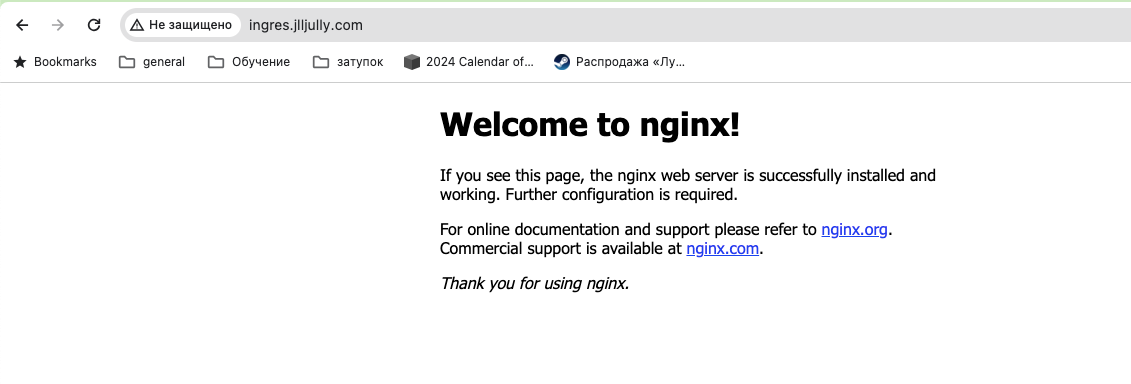 Не защищено ingres.jlljully.com
Bookmarks general Обучение затупок 2024 Calendar of... Распродажа «Лу...
Welcome to nginx!
If you see this page, the nginx web server is successfully installed and
working. Further configuration is required.
For online documentation and support please refer to nginx.org.
Commercial support is available at nginx.com.
Thank you for using nginx.